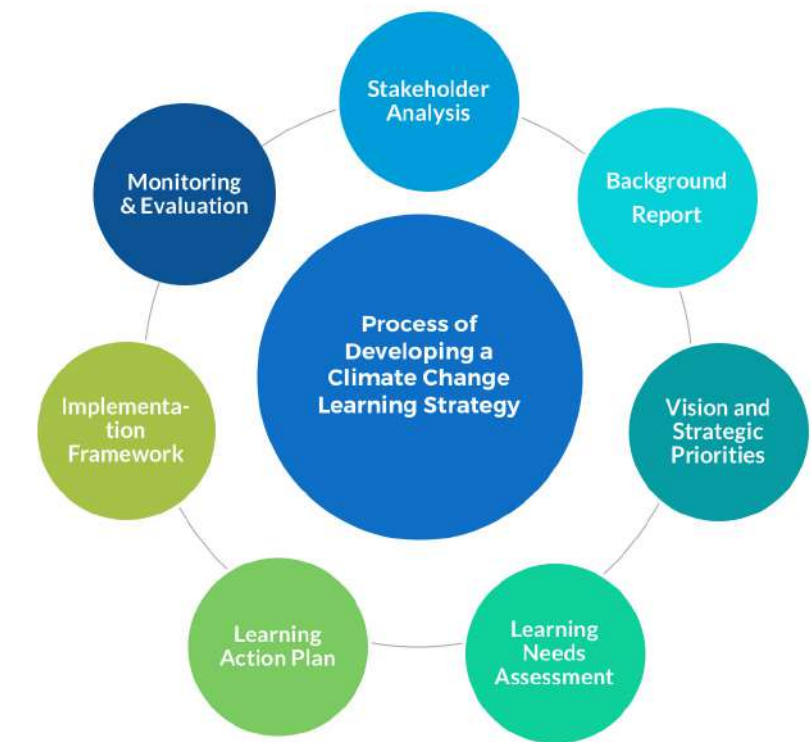 Stakeholder
Analysis
Background
Report
Vision and
Strategic
Priorities
Learning
Needs
Assessment
Learning
Action Plan
Implementa-
tion
Framework
Monitoring
& Evaluation
Process of
Developing a
Climate Change
Learning Strategy